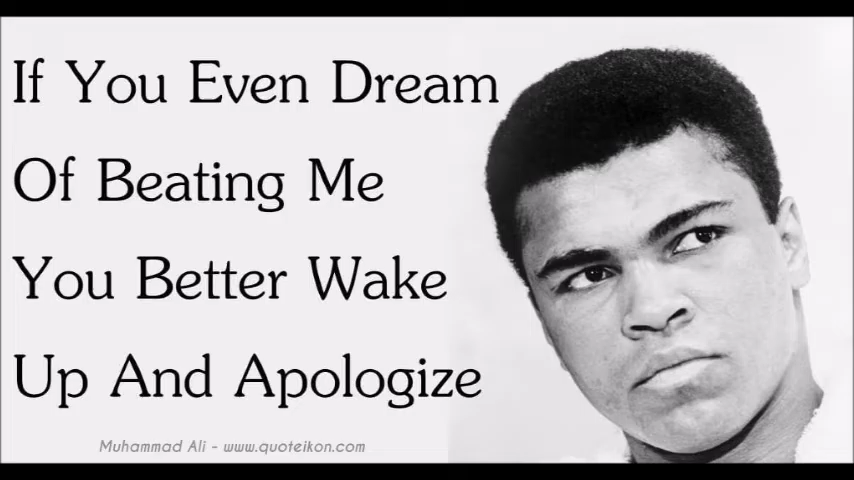 If You Even Dream
Of Beating Me
You Better Wake
Up And Apologize
Muhammad Ali - www.quoteikon.com